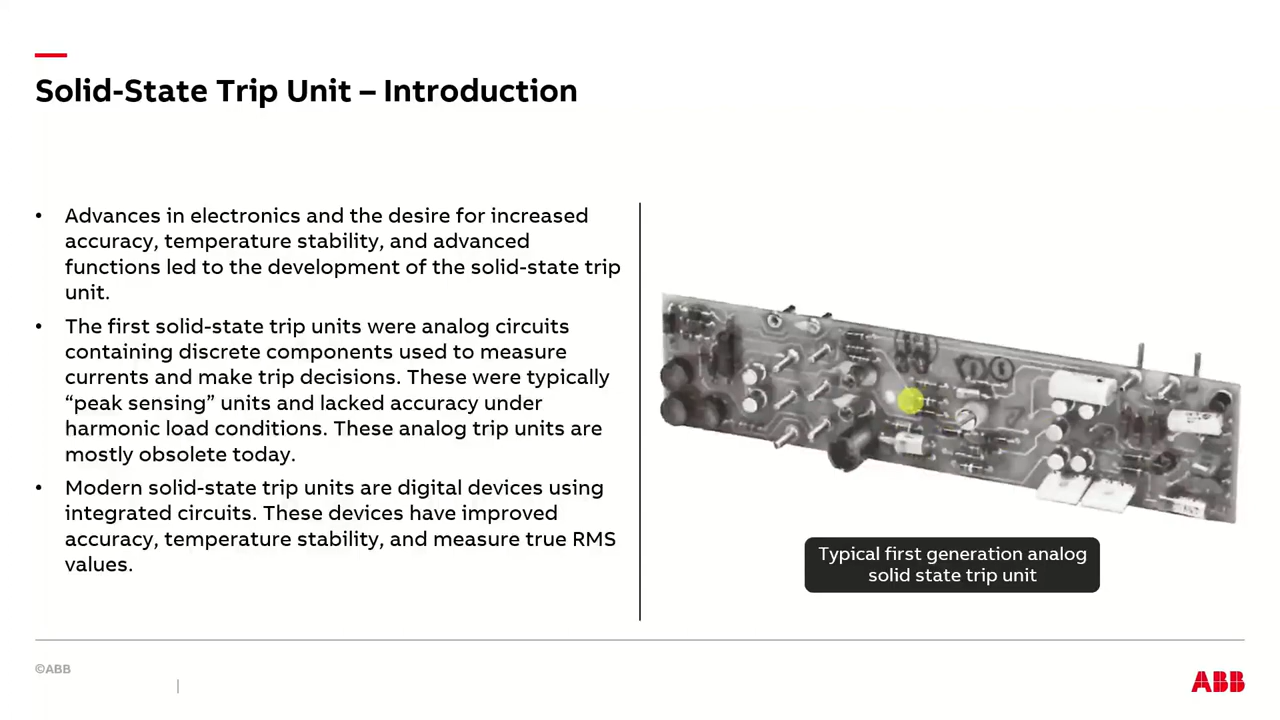 Solid-State Trip Unit – Introduction
• Advances in electronics and the desire for increased
accuracy, temperature stability, and advanced
functions led to the development of the solid-state trip
unit.
• The first solid-state trip units were analog circuits
containing discrete components used to measure
currents and make trip decisions. These were typically
“peak sensing” units and lacked accuracy under
harmonic load conditions. These analog trip units are
mostly obsolete today.
• Modern solid-state trip units are digital devices using
integrated circuits. These devices have improved
accuracy, temperature stability, and measure true RMS
values.
Typical first generation analog
solid state trip unit
©ABB
ABB